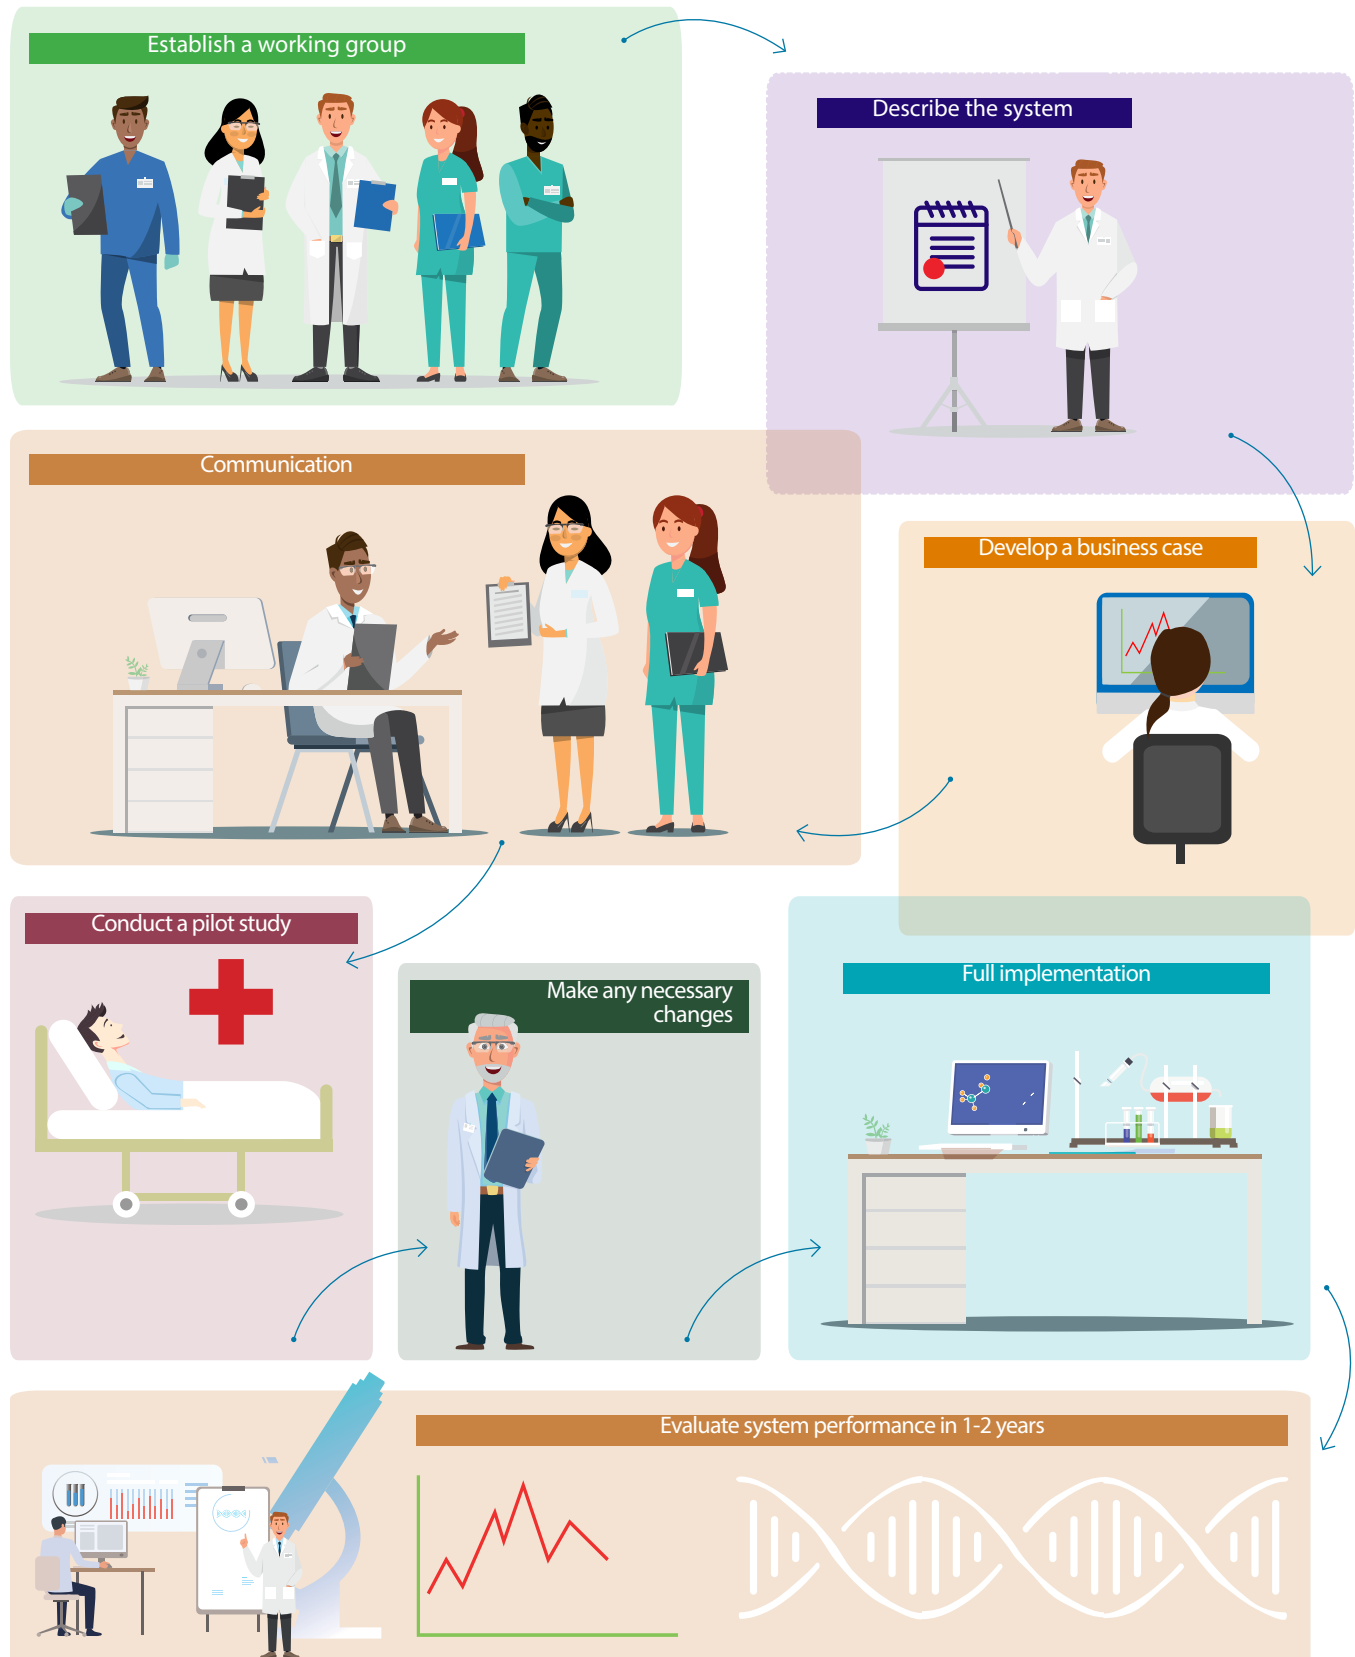 Establish a working group
Describe the system
Communication
Develop a business case
Conduct a pilot study
Make any necessary
changes
Full implementation
Evaluate system performance in 1-2 years